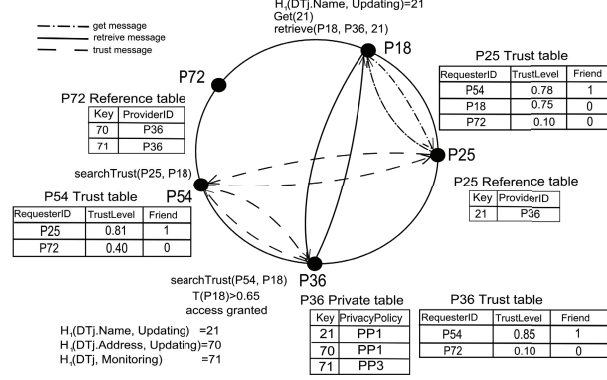 H₁(DTj.Name, Updating)=21
Get(21)
retrieve(P18, P36, 21)
get message
retreive message
trust message
P18
P72
P25 Trust table
RequesterID TrustLevel Friend
P54 0.78 1
P18 0.75 0
P72 0.10 0
P72 Reference table
Key ProviderID
70 P36
71 P36
P25
searchTrust(P25, P18)
P54
P25 Reference table
Key ProviderID
21 P36
P54 Trust table
RequesterID TrustLevel Friend
P25 0.81 1
P72 0.40 0
P36
searchTrust(P54, P18)
T(P18)>0.65
access granted
P36 Private table
Key PrivacyPolicy
21 PP1
70 PP1
71 PP3
P36 Trust table
RequesterID TrustLevel Friend
P54 0.85 1
P72 0.10 0
H₁(DTj.Name, Updating) =21
H₁(DTj.Address, Updating)=70
H₁(DTj, Monitoring) =71